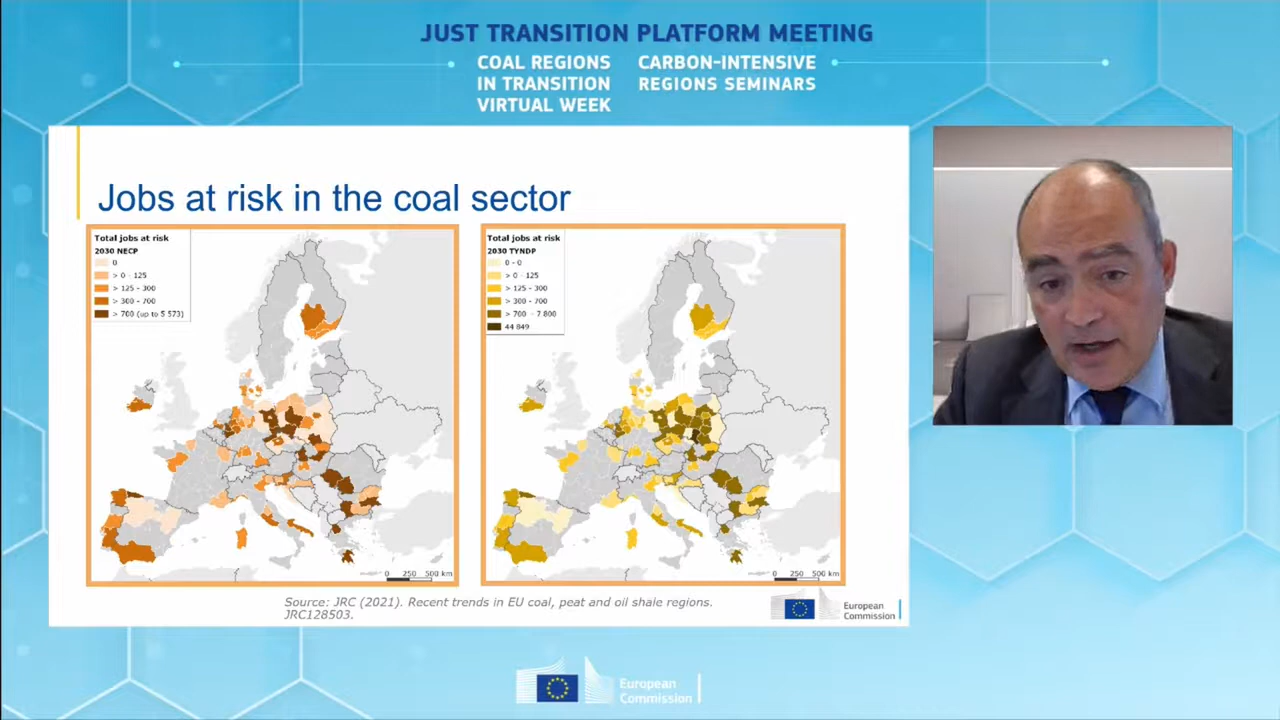 JUST TRANSITION PLATFORM MEETING
COAL REGIONS
IN TRANSITION
VIRTUAL WEEK
CARBON-INTENSIVE
REGIONS SEMINARS
Jobs at risk in the coal sector
Total jobs at risk
2030 NECP
0
> 0 - 125
> 125 - 300
> 300 - 700
> 700 (up to 5 573)
0 250 500 km
Total jobs at risk
2030 TYNDP
0 - 0
> 0 - 125
> 125 - 300
> 300 - 700
> 700 - 7.800
44 849
0 250 500 km
Source: JRC (2021). Recent trends in EU coal, peat and oil shale regions.
JRC128503.
European
Commission
European
Commission